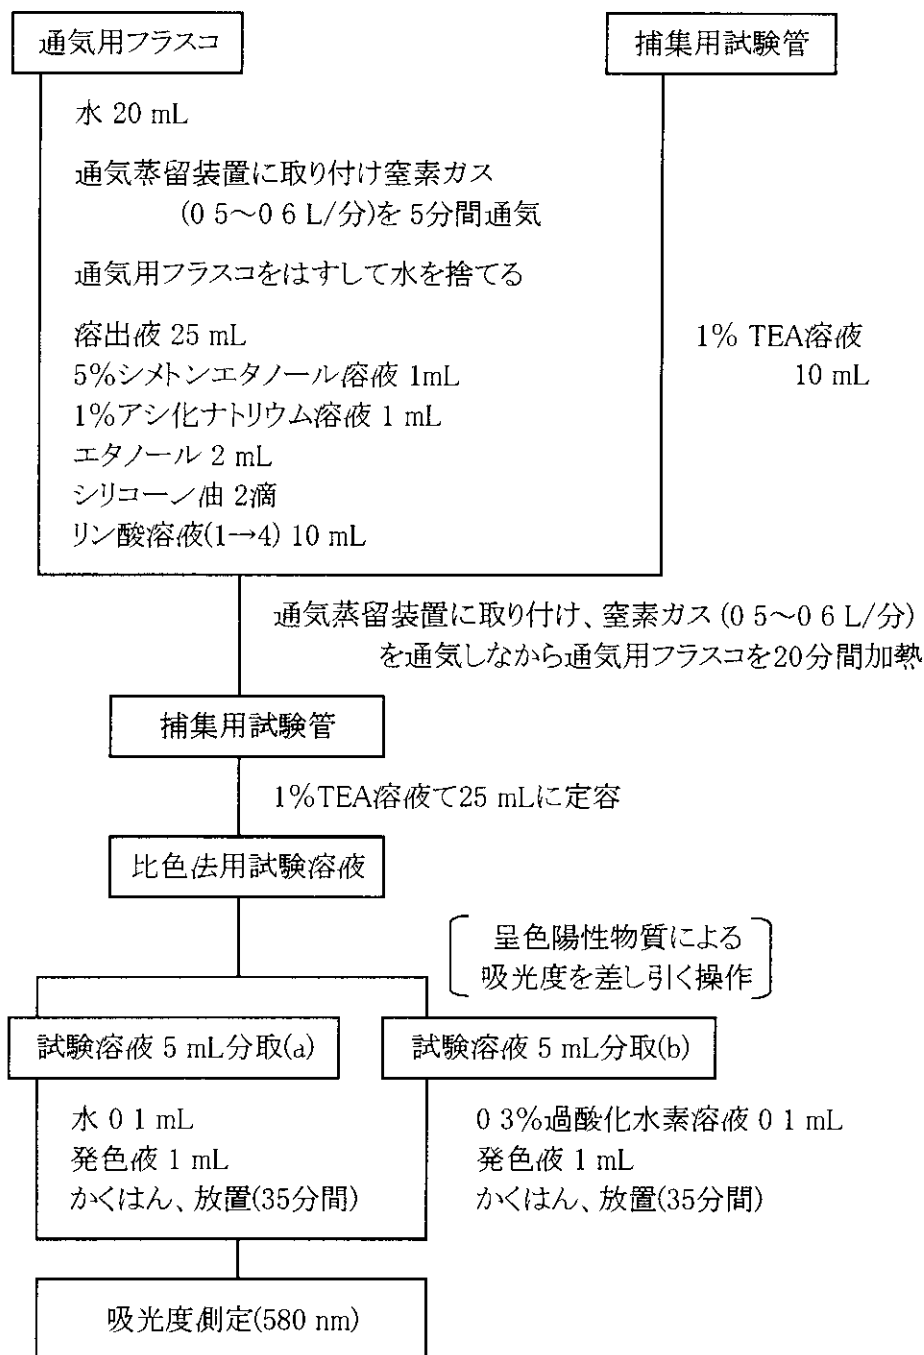 通気用フラスコ
捕集用試験管
水 20 mL
通気蒸留装置に取り付け窒素ガス
(0 5～0 6 L/分)を 5分間通気
通気用フラスコをはすして水を捨てる
溶出液 25 mL
5%シメトンエタノール溶液 1mL
1%アシ化ナトリウム溶液 1 mL
エタノール 2 mL
シリコーン油 2滴
リン酸溶液(1→4) 10 mL
1% TEA溶液
10 mL
通気蒸留装置に取り付け、窒素ガス (0 5～0 6 L/分)
を通気しなから通気用フラスコを20分間加熱
捕集用試験管
1%TEA溶液て25 mLに定容
比色法用試験溶液
呈色陽性物質による
吸光度を差し引く操作
試験溶液 5 mL分取(a)
試験溶液 5 mL分取(b)
水 0 1 mL
発色液 1 mL
かくはん、放置(35分間)
0 3%過酸化水素溶液 0 1 mL
発色液 1 mL
かくはん、放置(35分間)
吸光度測定(580 nm)